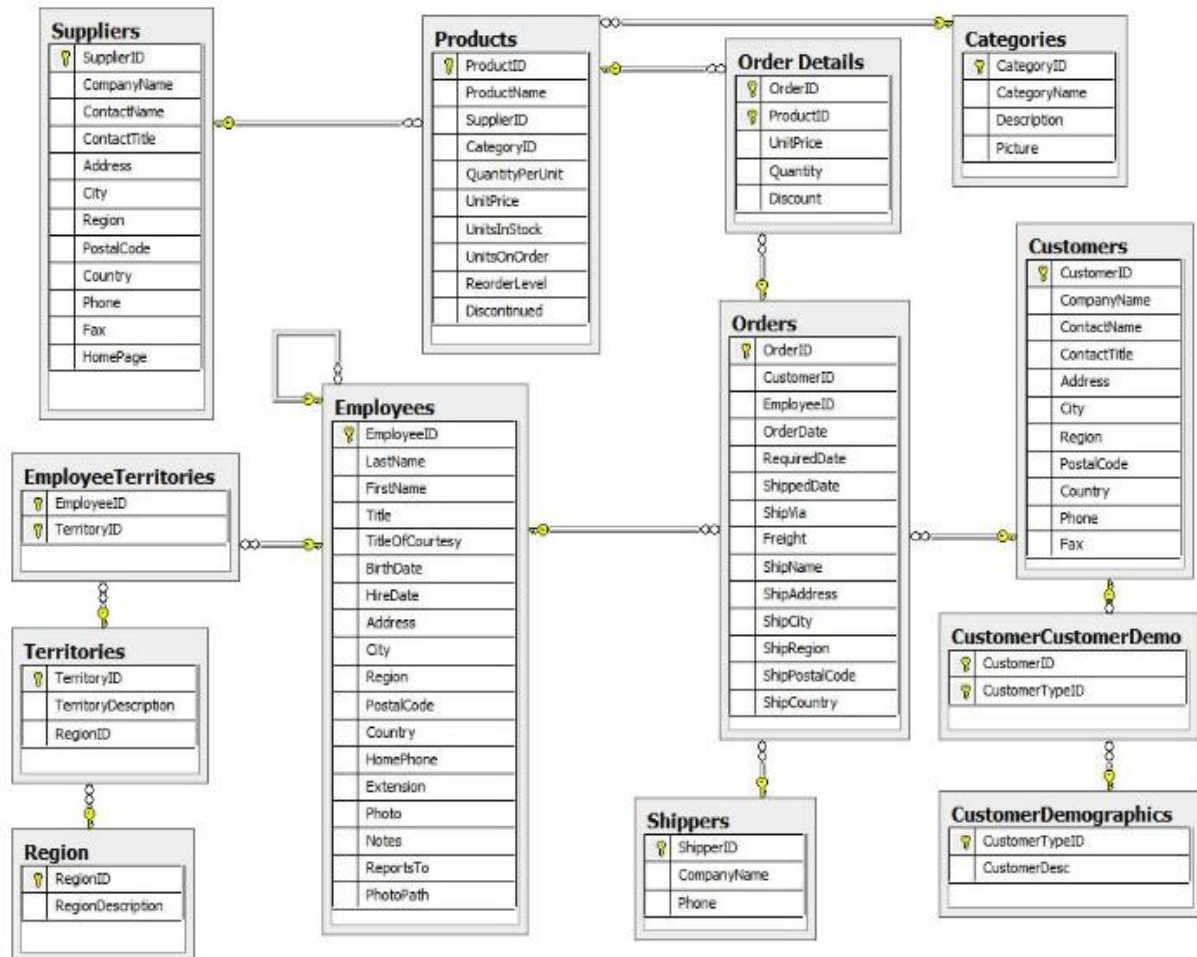 Suppliers
SupplierID
CompanyName
ContactName
ContactTitle
Address
City
Region
PostalCode
Country
Phone
Fax
HomePage
Products
ProductID
ProductName
SupplierID
CategoryID
QuantityPerUnit
UnitPrice
UnitsInStock
UnitsOnOrder
ReorderLevel
Discontinued
Order Details
OrderID
ProductID
UnitPrice
Quantity
Discount
Categories
CategoryID
CategoryName
Description
Picture
Customers
CustomerID
CompanyName
ContactName
ContactTitle
Address
City
Region
PostalCode
Country
Phone
Fax
Orders
OrderID
CustomerID
EmployeeID
OrderDate
RequiredDate
ShippedDate
ShipVia
Freight
ShipName
ShipAddress
ShipCity
ShipRegion
ShipPostalCode
ShipCountry
Employees
EmployeeID
LastName
FirstName
Title
TitleOfCourtesy
BirthDate
HireDate
Address
City
Region
PostalCode
Country
HomePhone
Extension
Photo
Notes
ReportsTo
PhotoPath
EmployeeTerritories
EmployeeID
TerritoryID
Territories
TerritoryID
TerritoryDescription
RegionID
Region
RegionID
RegionDescription
Shippers
ShipperID
CompanyName
Phone
CustomerCustomerDemo
CustomerID
CustomerTypeID
CustomerDemographics
CustomerTypeID
CustomerDesc